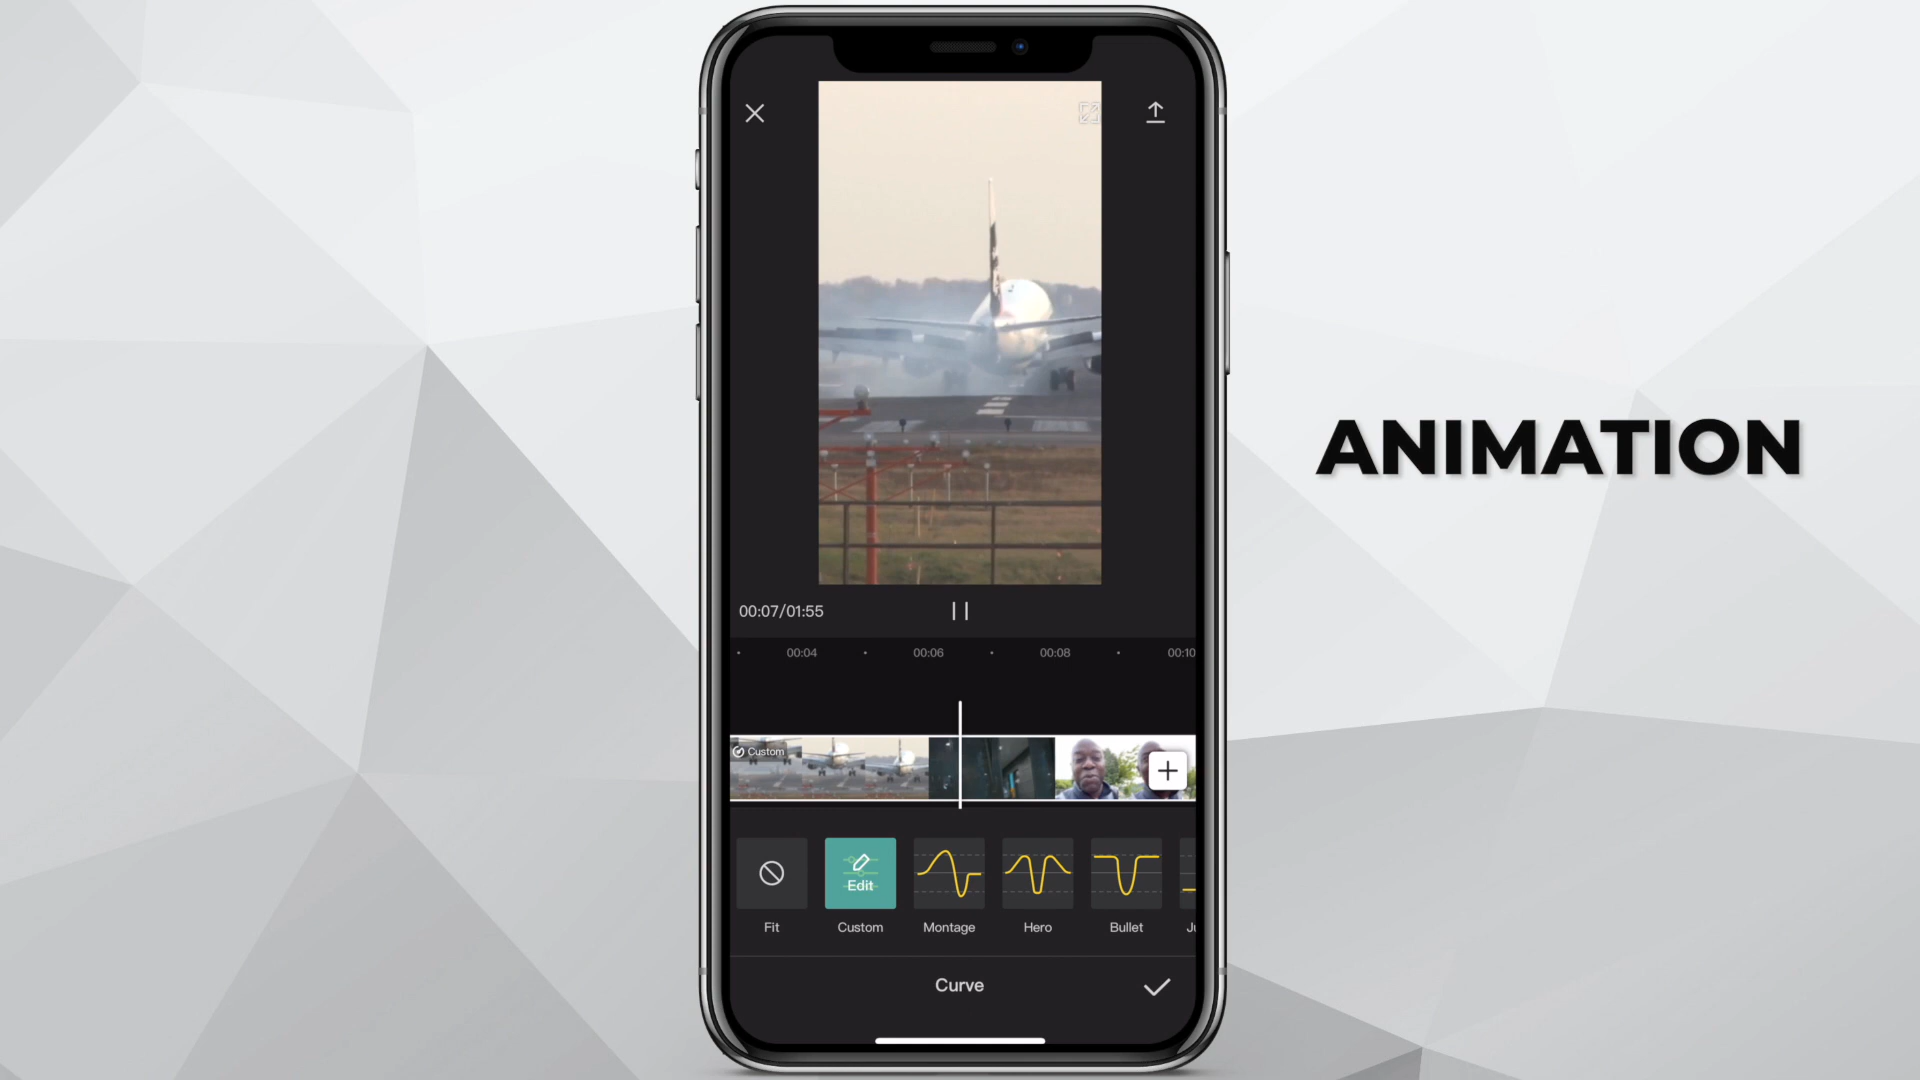 ANIMATION
00:07/01:55
00:04
00:06
00:08
00:10
Custom
Edit
Fit
Custom
Montage
Hero
Bullet
Curve